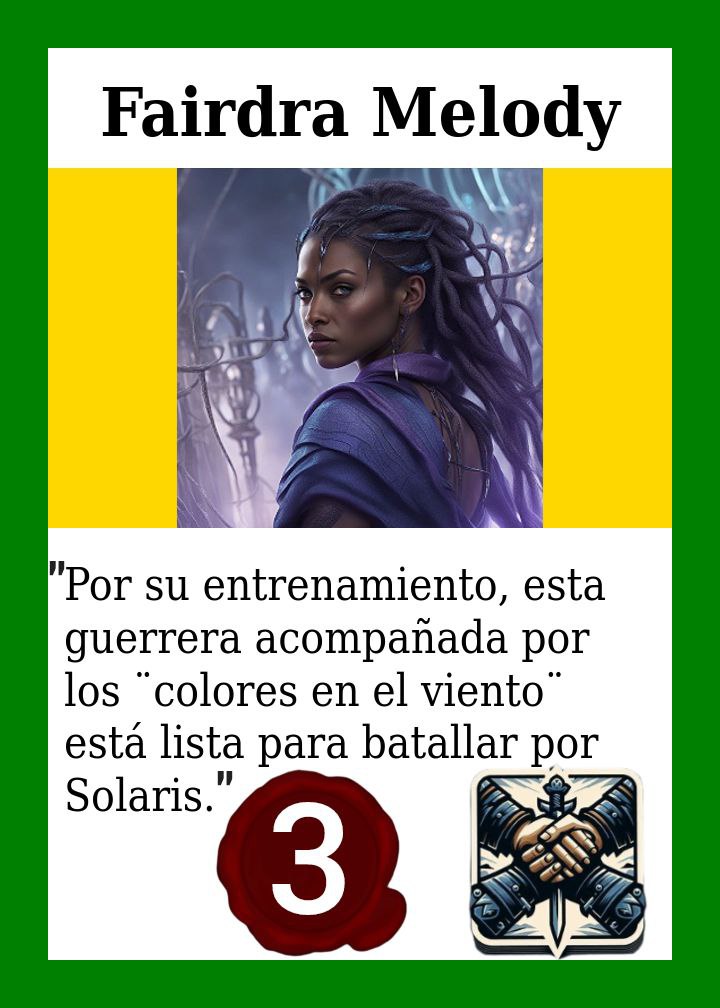 Fairdra Melody
"Por su entrenamiento, esta
guerrera acompañada por
los ¨colores en el viento¨
está lista para batallar por
Solaris."
3